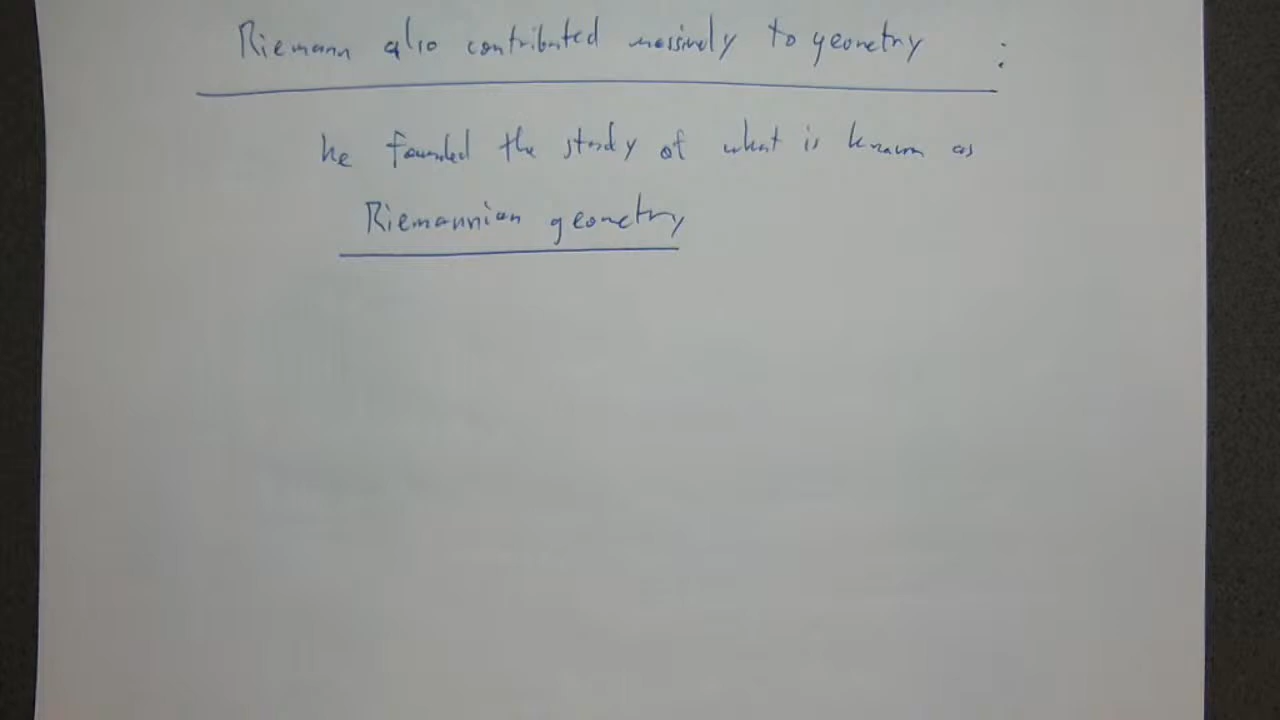 Riemann also contributed massively to geometry :
he founded the study of what is known as
Riemannian geometry